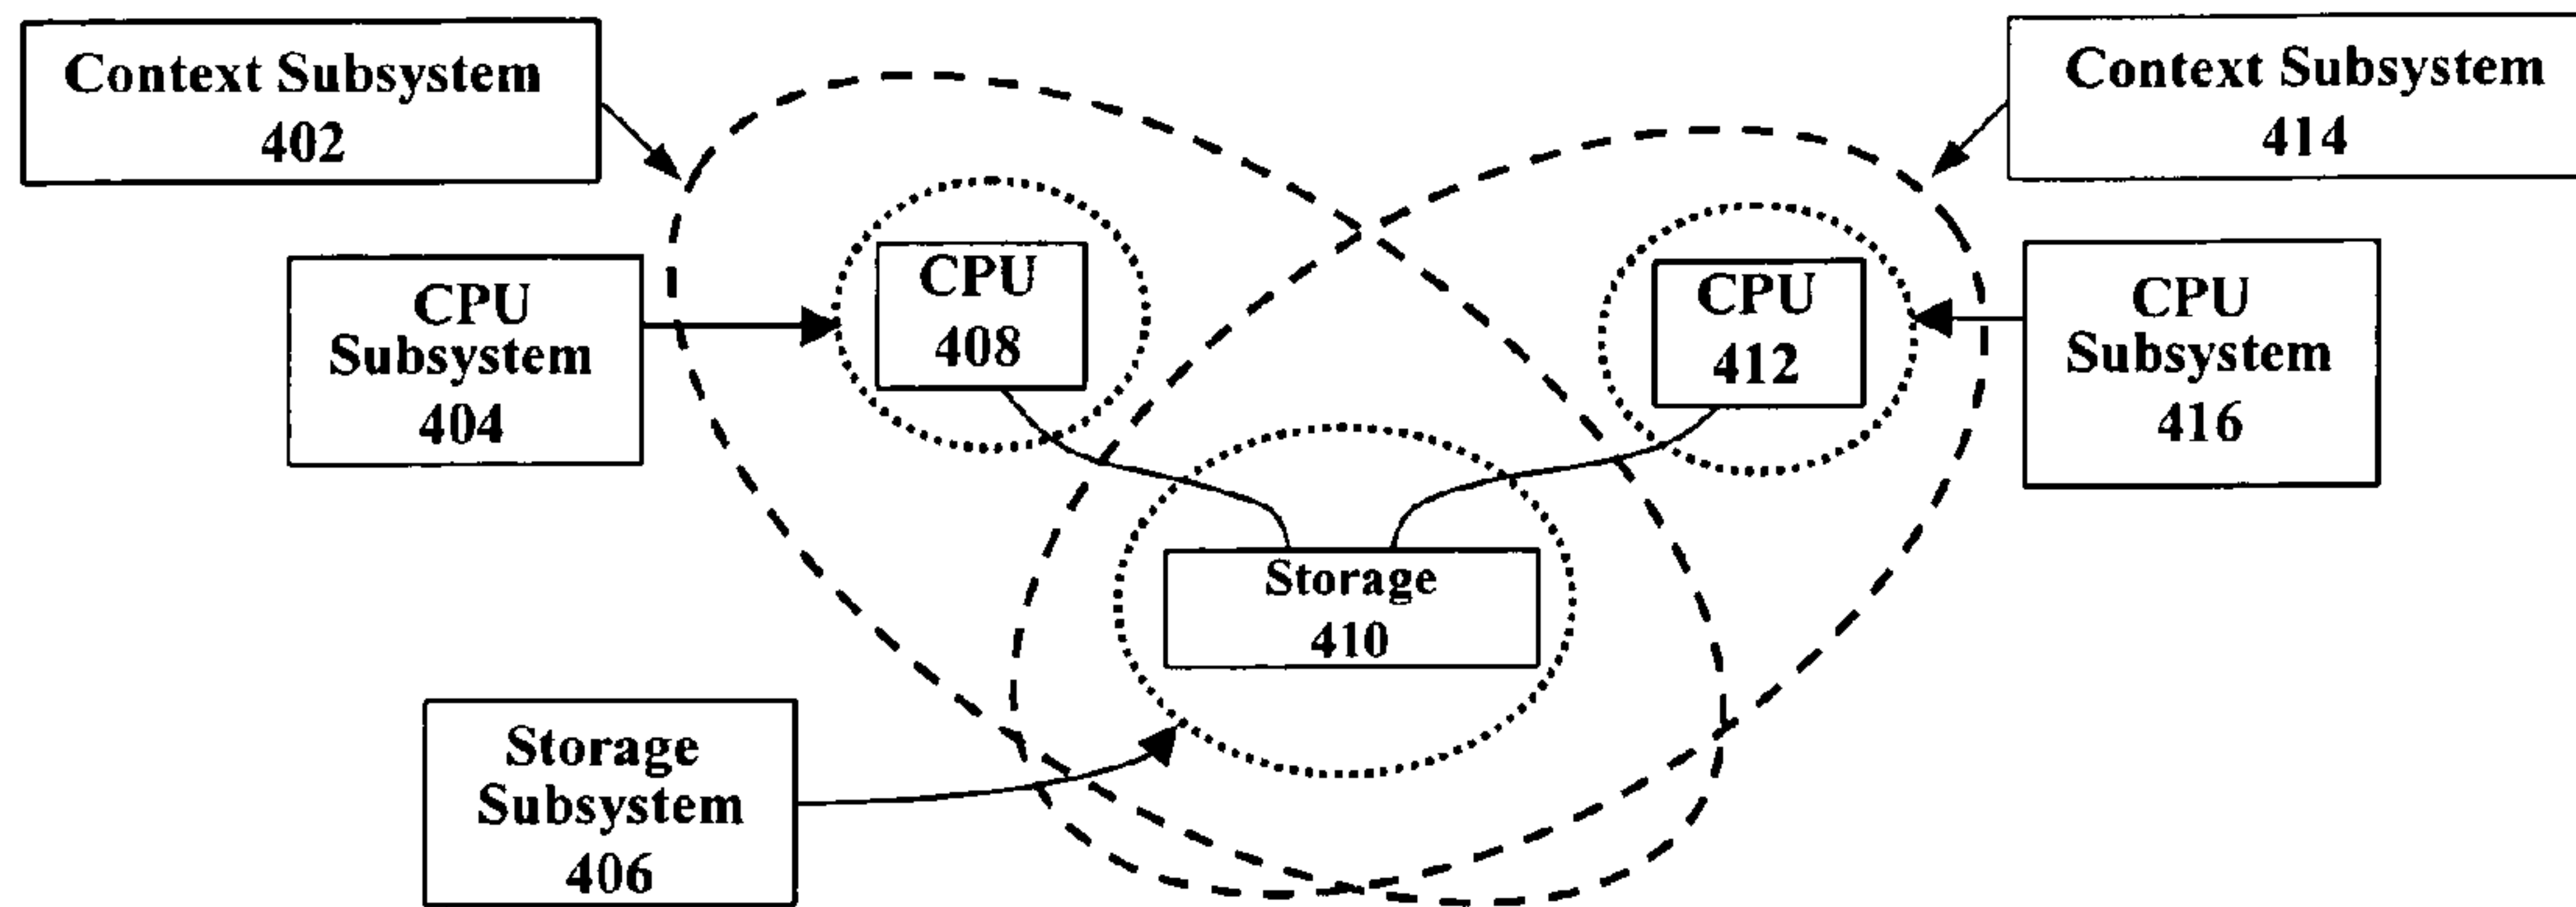 Context Subsystem
402
Context Subsystem
414
CPU
Subsystem
404
CPU
408
CPU
412
CPU
Subsystem
416
Storage
410
Storage
Subsystem
406